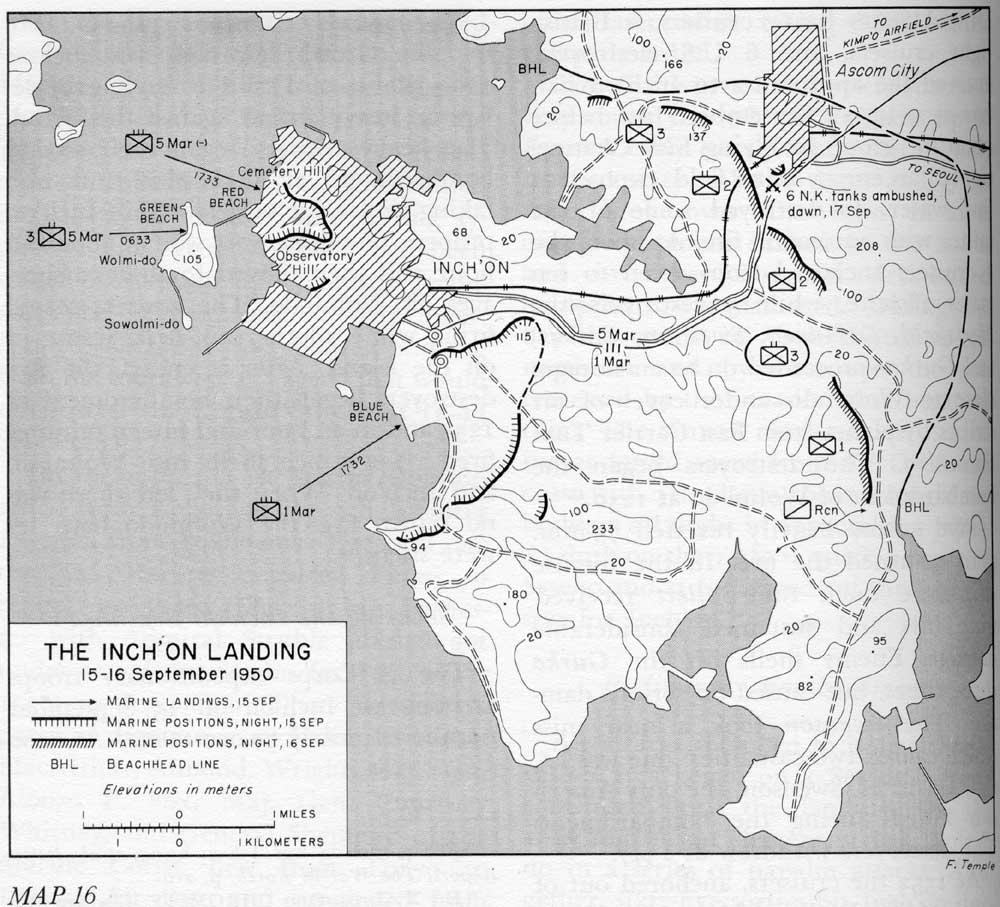 TO
KIMP'O AIRFIELD
100
20
166
BHL
Ascom City
20
3
137
5 Mar (-)
1733
Cemetery Hill
RED
BEACH
2
TO SEOUL
6 N.K. tanks ambushed,
dawn, 17 Sep
GREEN
BEACH
3 5 Mar
0633
Wolmi-do
105
68
20
208
Observatory
Hill
INCH'ON
2
100
Sowolmi-do
115
5 Mar
III
1 Mar
3
20
BLUE
BEACH
1732
1
20
1 Mar
100
233
Rcn
BHL
94
20
180
20
20
95
82
THE INCH'ON LANDING
15-16 September 1950
MARINE LANDINGS, 15 SEP
MARINE POSITIONS, NIGHT, 15 SEP
MARINE POSITIONS, NIGHT, 16 SEP
BHL BEACHHEAD LINE
Elevations in meters
1 0 1 MILES
1 0 1 KILOMETERS
F. Temple
MAP 16